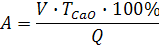 A = V · T_CaO · 100% / Q